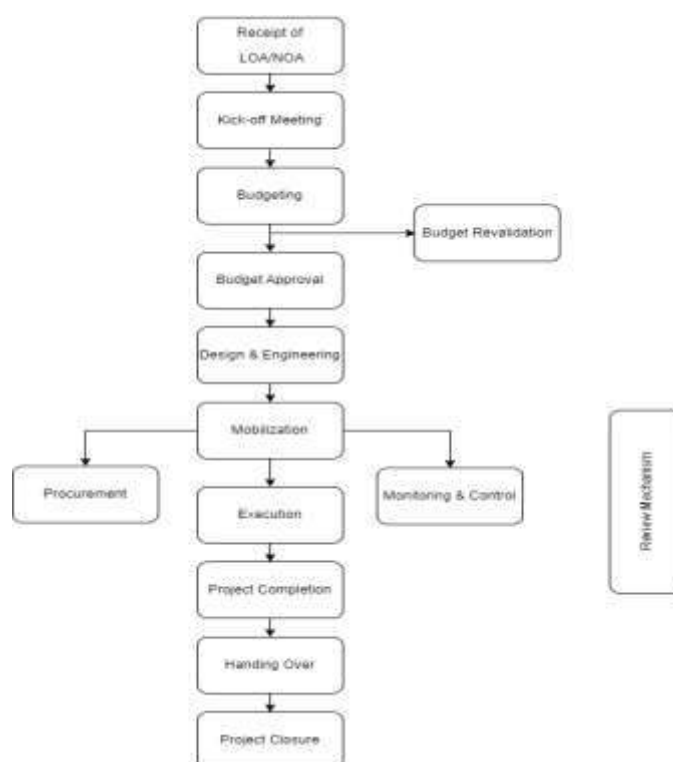 Receipt of
LOA/NOA
Kick-off Meeting
Budgeting
Budget Revalidation
Budget Approval
Design & Engineering
Mobilization
Procurement
Execution
Monitoring & Control
Review Mechanism
Project Completion
Handing Over
Project Closure